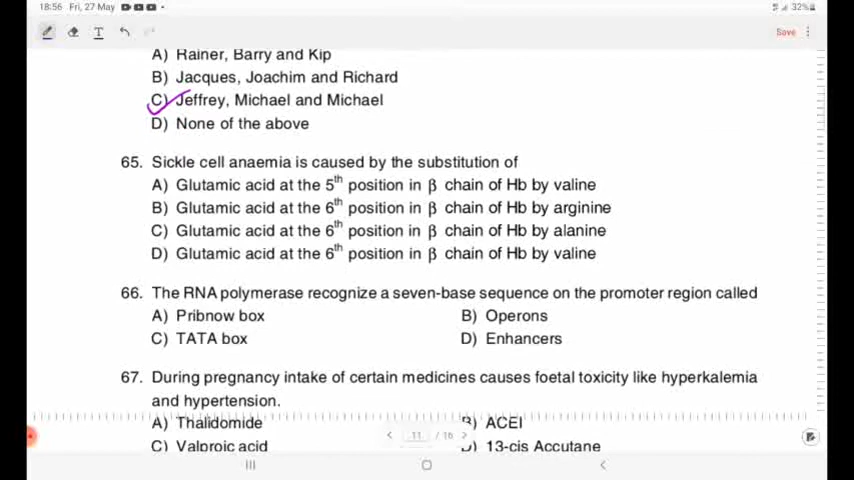 18:56 Fri, 27 May
32%
Save
A) Rainer, Barry and Kip
B) Jacques, Joachim and Richard
C) Jeffrey, Michael and Michael
D) None of the above
65. Sickle cell anaemia is caused by the substitution of
A) Glutamic acid at the 5th position in β chain of Hb by valine
B) Glutamic acid at the 6th position in β chain of Hb by arginine
C) Glutamic acid at the 6th position in β chain of Hb by alanine
D) Glutamic acid at the 6th position in β chain of Hb by valine
66. The RNA polymerase recognize a seven-base sequence on the promoter region called
A) Pribnow box B) Operons
C) TATA box D) Enhancers
67. During pregnancy intake of certain medicines causes foetal toxicity like hyperkalemia
and hypertension.
A) Thalidomide B) ACEI
C) Valproic acid D) 13-cis Accutane
< 11 / 16 >